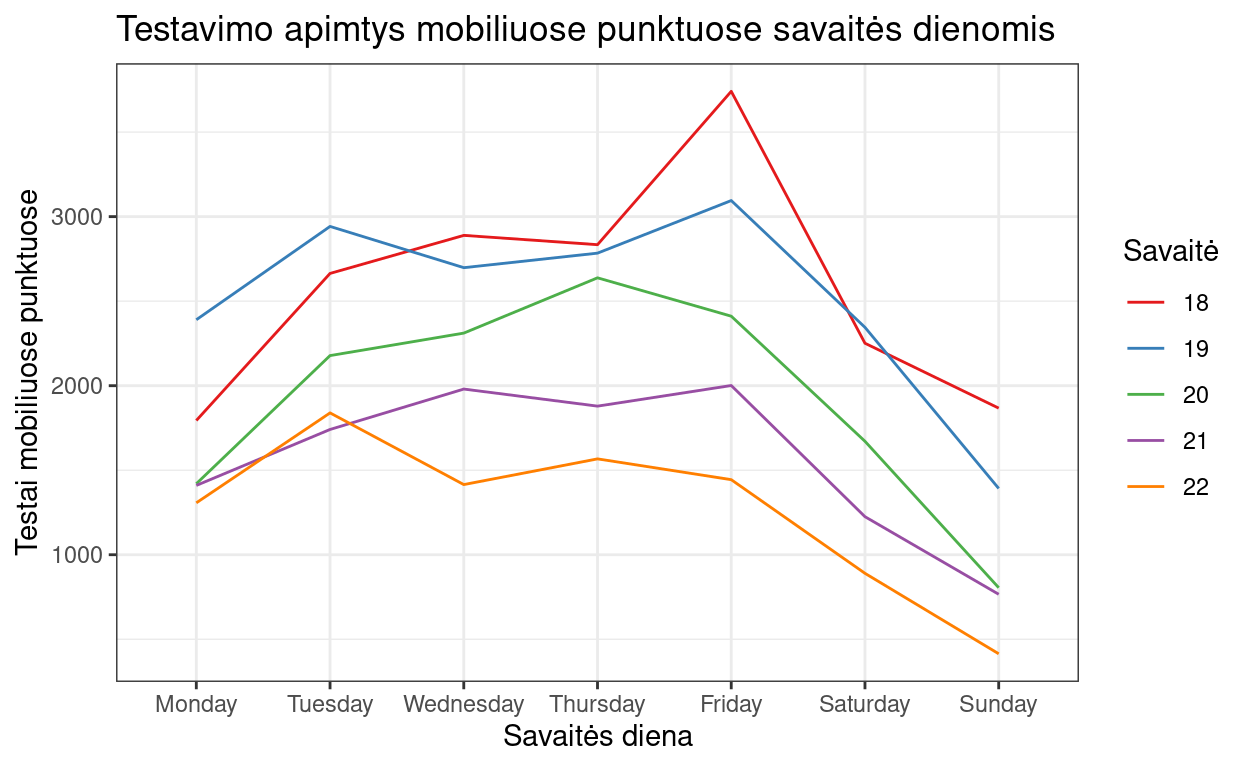 Testavimo apimtys mobiliuose punktuose savaitės dienomis
Testai mobiliuose punktuose
3000
2000
1000
Monday Tuesday Wednesday Thursday Friday Saturday Sunday
Savaitės diena
Savaitė
18
19
20
21
22